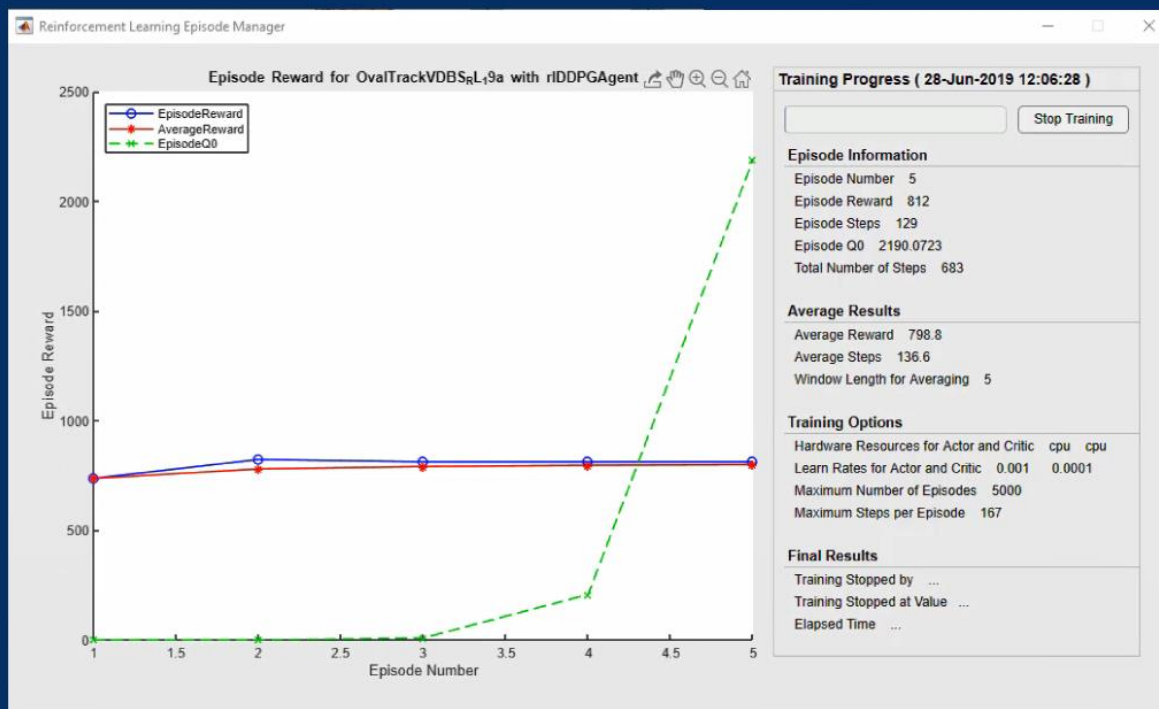 Reinforcement Learning Episode Manager
Episode Reward for OvalTrackVDBS_RL_19a with rlDDPGAgent
EpisodeReward
AverageReward
EpisodeQ0
2500
2000
1500
1000
500
0
Episode Reward
1 1.5 2 2.5 3 3.5 4 4.5 5
Episode Number
Training Progress ( 28-Jun-2019 12:06:28 )
Stop Training
Episode Information
Episode Number 5
Episode Reward 812
Episode Steps 129
Episode Q0 2190.0723
Total Number of Steps 683
Average Results
Average Reward 798.8
Average Steps 136.6
Window Length for Averaging 5
Training Options
Hardware Resources for Actor and Critic cpu cpu
Learn Rates for Actor and Critic 0.001 0.0001
Maximum Number of Episodes 5000
Maximum Steps per Episode 167
Final Results
Training Stopped by ...
Training Stopped at Value ...
Elapsed Time ...